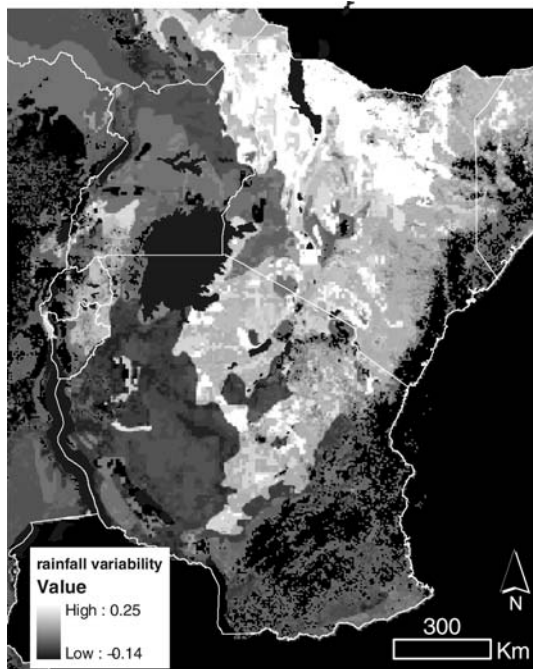 rainfall variability
Value
High : 0.25
Low : -0.14
N
300
Km